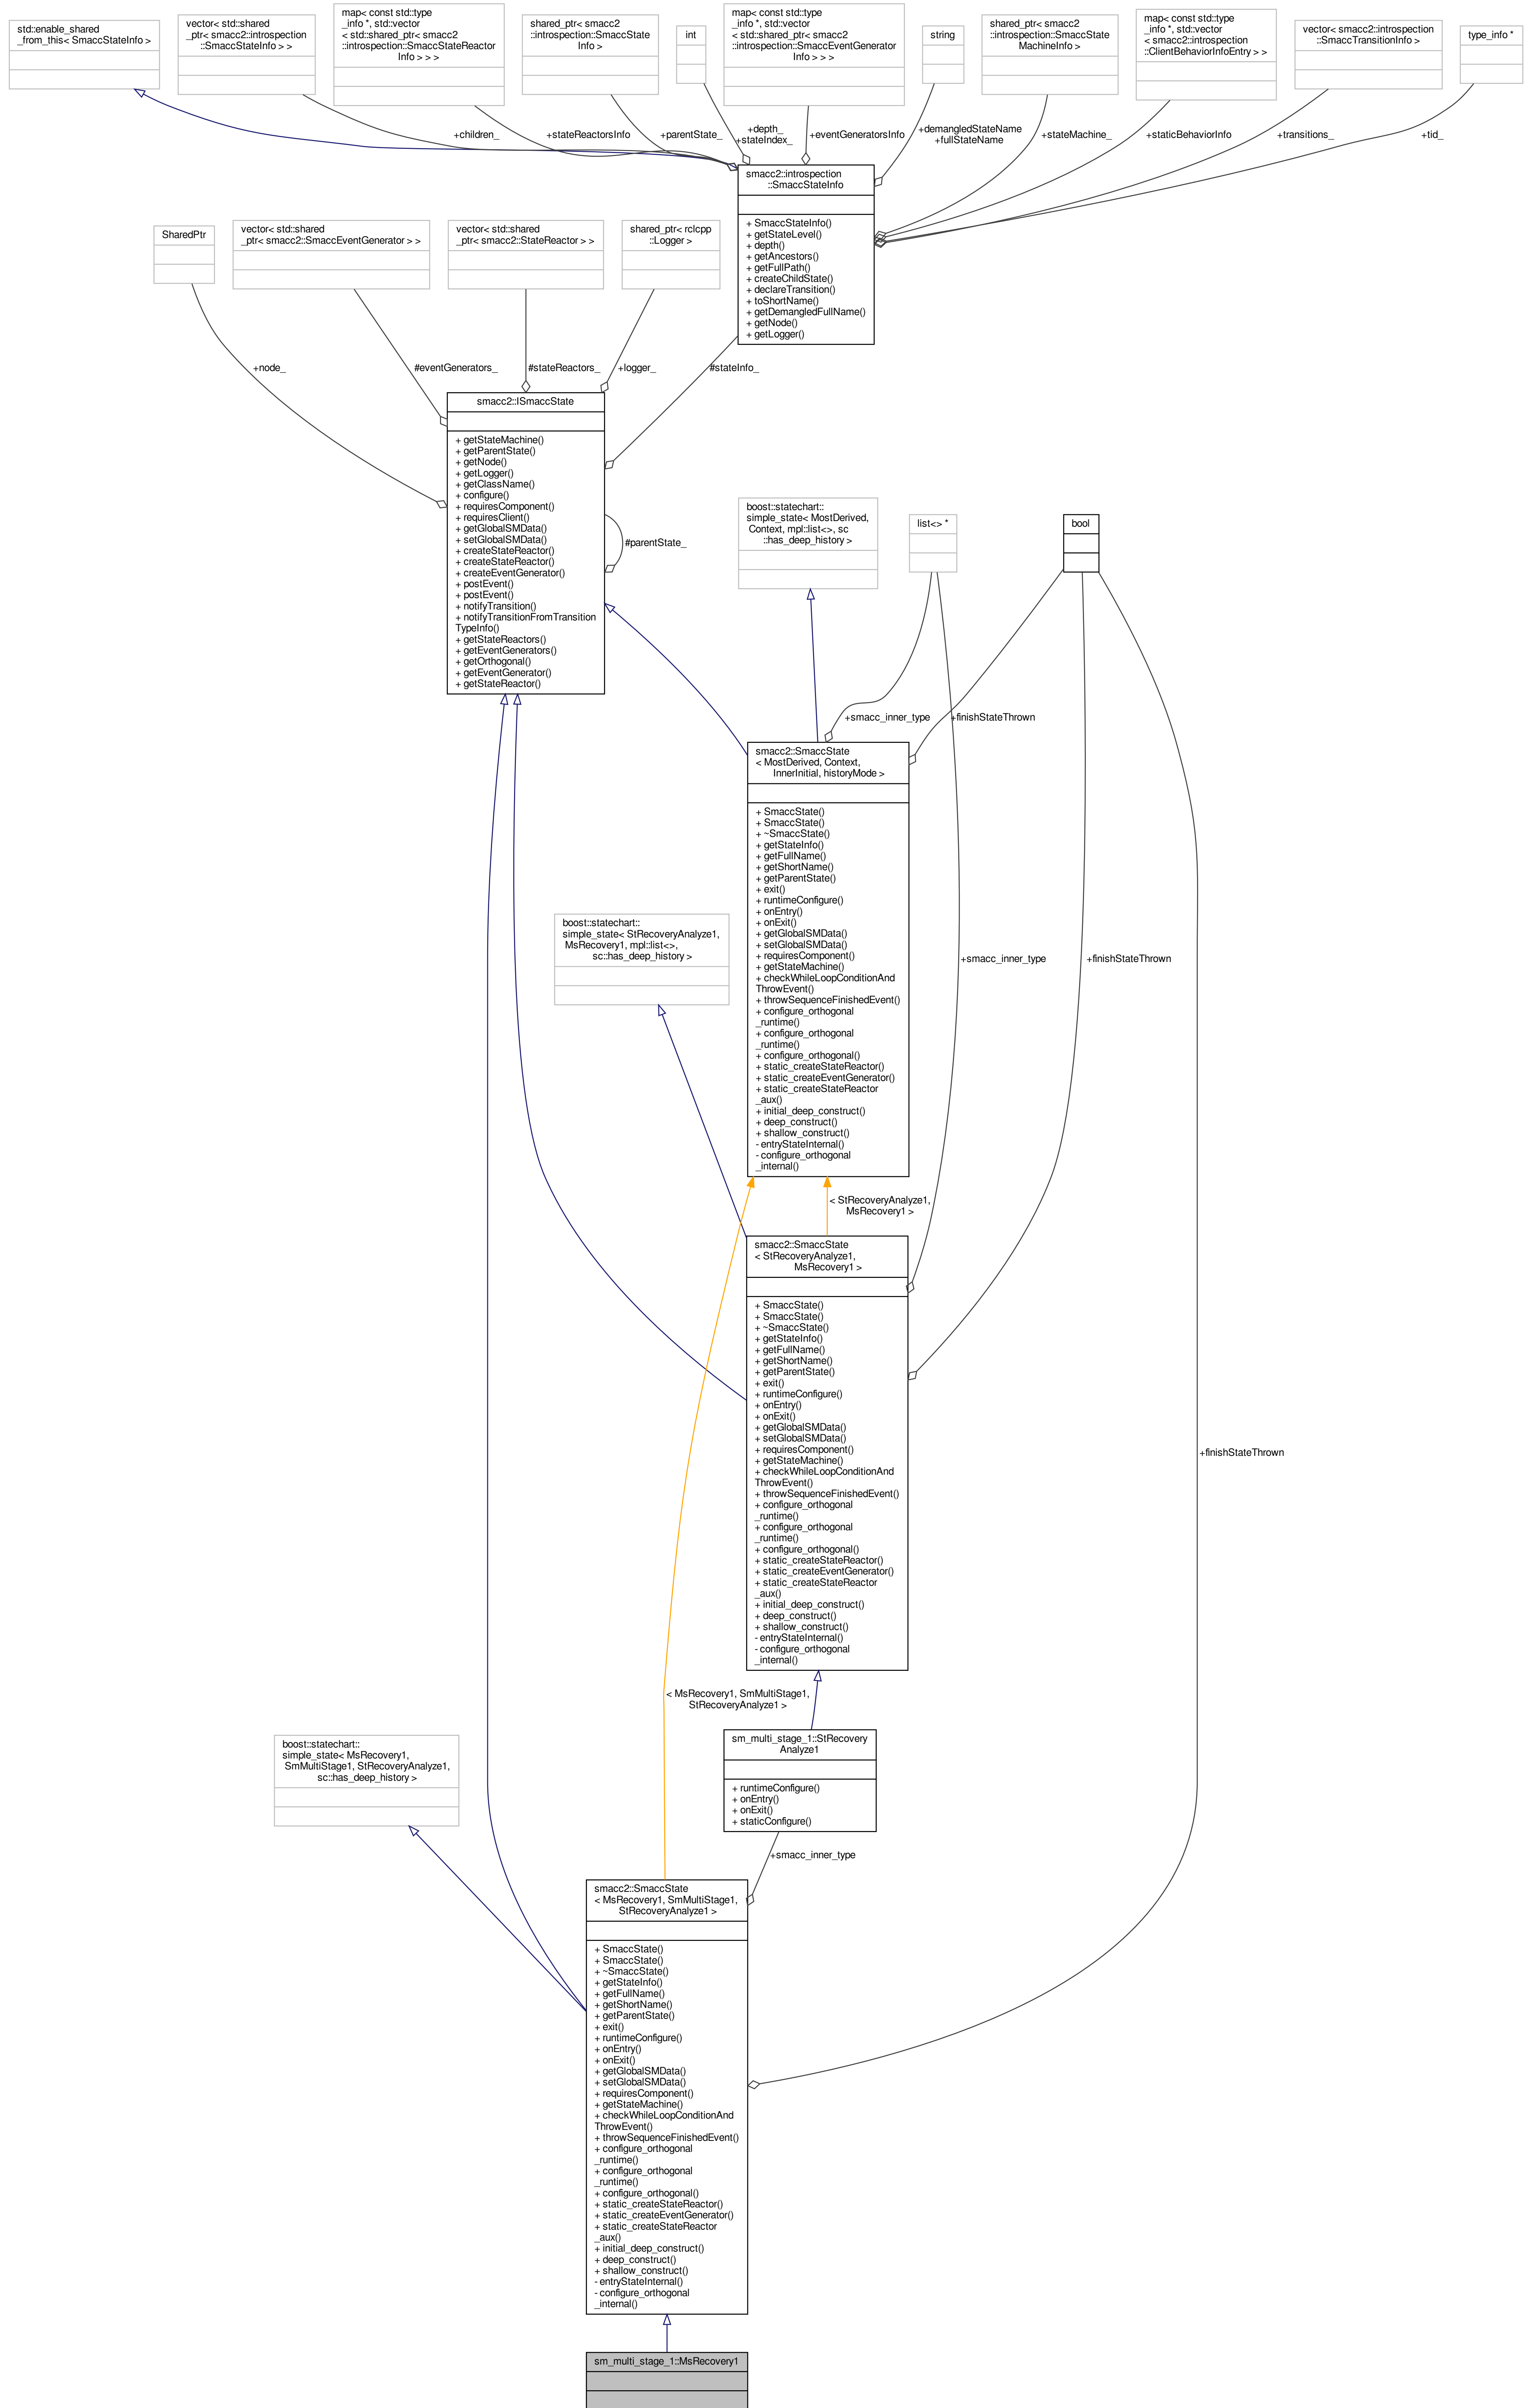 std::enable_shared
_from_this< SmaccStateInfo >
vector< std::shared
_ptr< smacc2::introspection
::SmaccStateInfo > >
map< const std::type
_info *, std::vector
< std::shared_ptr< smacc2
::introspection::SmaccStateReactor
Info > > >
shared_ptr< smacc2
::introspection::SmaccState
Info >
int
map< const std::type
_info *, std::vector
< std::shared_ptr< smacc2
::introspection::SmaccEventGenerator
Info > > >
string
shared_ptr< smacc2
::introspection::SmaccState
MachineInfo >
map< const std::type
_info *, std::vector
< smacc2::introspection
::ClientBehaviorInfoEntry > >
vector< smacc2::introspection
::SmaccTransitionInfo >
type_info *
+children_
+stateReactorsInfo
+parentState_
+depth_
+stateIndex_
+eventGeneratorsInfo
+demangledStateName
+fullStateName
+stateMachine_
+staticBehaviorInfo
+transitions_
+tid_
smacc2::introspection
::SmaccStateInfo
+ SmaccStateInfo()
+ getStateLevel()
+ depth()
+ getAncestors()
+ getFullPath()
+ createChildState()
+ declareTransition()
+ toShortName()
+ getDemangledFullName()
+ getNode()
+ getLogger()
SharedPtr
vector< std::shared
_ptr< smacc2::SmaccEventGenerator > >
vector< std::shared
_ptr< smacc2::StateReactor > >
shared_ptr< rclcpp
::Logger >
+node_
#eventGenerators_
#stateReactors_
+logger_
#stateInfo_
smacc2::ISmaccState
+ getStateMachine()
+ getParentState()
+ getNode()
+ getLogger()
+ getClassName()
+ configure()
+ requiresComponent()
+ requiresClient()
+ getGlobalSMData()
+ setGlobalSMData()
+ createStateReactor()
+ createStateReactor()
+ createEventGenerator()
+ postEvent()
+ postEvent()
+ notifyTransition()
+ notifyTransitionFromTransition
TypeInfo()
+ getStateReactors()
+ getEventGenerators()
+ getOrthogonal()
+ getEventGenerator()
+ getStateReactor()
#parentState_
boost::statechart::
simple_state< MostDerived,
Context, mpl::list<>, sc
::has_deep_history >
list<> *
bool
+smacc_inner_type
+finishStateThrown
smacc2::SmaccState
< MostDerived, Context,
InnerInitial, historyMode >
+ SmaccState()
+ SmaccState()
+ ~SmaccState()
+ getStateInfo()
+ getFullName()
+ getShortName()
+ getParentState()
+ exit()
+ runtimeConfigure()
+ onEntry()
+ onExit()
+ getGlobalSMData()
+ setGlobalSMData()
+ requiresComponent()
+ getStateMachine()
+ checkWhileLoopConditionAnd
ThrowEvent()
+ throwSequenceFinishedEvent()
+ configure_orthogonal
_runtime()
+ configure_orthogonal
_runtime()
+ configure_orthogonal()
+ static_createStateReactor()
+ static_createEventGenerator()
+ static_createStateReactor
_aux()
+ initial_deep_construct()
+ deep_construct()
+ shallow_construct()
- entryStateInternal()
- configure_orthogonal
_internal()
boost::statechart::
simple_state< StRecoveryAnalyze1,
MsRecovery1, mpl::list<>,
sc::has_deep_history >
+smacc_inner_type
+finishStateThrown
< StRecoveryAnalyze1,
MsRecovery1 >
smacc2::SmaccState
< StRecoveryAnalyze1,
MsRecovery1 >
+ SmaccState()
+ SmaccState()
+ ~SmaccState()
+ getStateInfo()
+ getFullName()
+ getShortName()
+ getParentState()
+ exit()
+ runtimeConfigure()
+ onEntry()
+ onExit()
+ getGlobalSMData()
+ setGlobalSMData()
+ requiresComponent()
+ getStateMachine()
+ checkWhileLoopConditionAnd
ThrowEvent()
+ throwSequenceFinishedEvent()
+ configure_orthogonal
_runtime()
+ configure_orthogonal
_runtime()
+ configure_orthogonal()
+ static_createStateReactor()
+ static_createEventGenerator()
+ static_createStateReactor
_aux()
+ initial_deep_construct()
+ deep_construct()
+ shallow_construct()
- entryStateInternal()
- configure_orthogonal
_internal()
+finishStateThrown
< MsRecovery1, SmMultiStage1,
StRecoveryAnalyze1 >
boost::statechart::
simple_state< MsRecovery1,
SmMultiStage1, StRecoveryAnalyze1,
sc::has_deep_history >
sm_multi_stage_1::StRecovery
Analyze1
+ runtimeConfigure()
+ onEntry()
+ onExit()
+ staticConfigure()
+smacc_inner_type
smacc2::SmaccState
< MsRecovery1, SmMultiStage1,
StRecoveryAnalyze1 >
+ SmaccState()
+ SmaccState()
+ ~SmaccState()
+ getStateInfo()
+ getFullName()
+ getShortName()
+ getParentState()
+ exit()
+ runtimeConfigure()
+ onEntry()
+ onExit()
+ getGlobalSMData()
+ setGlobalSMData()
+ requiresComponent()
+ getStateMachine()
+ checkWhileLoopConditionAnd
ThrowEvent()
+ throwSequenceFinishedEvent()
+ configure_orthogonal
_runtime()
+ configure_orthogonal
_runtime()
+ configure_orthogonal()
+ static_createStateReactor()
+ static_createEventGenerator()
+ static_createStateReactor
_aux()
+ initial_deep_construct()
+ deep_construct()
+ shallow_construct()
- entryStateInternal()
- configure_orthogonal
_internal()
sm_multi_stage_1::MsRecovery1